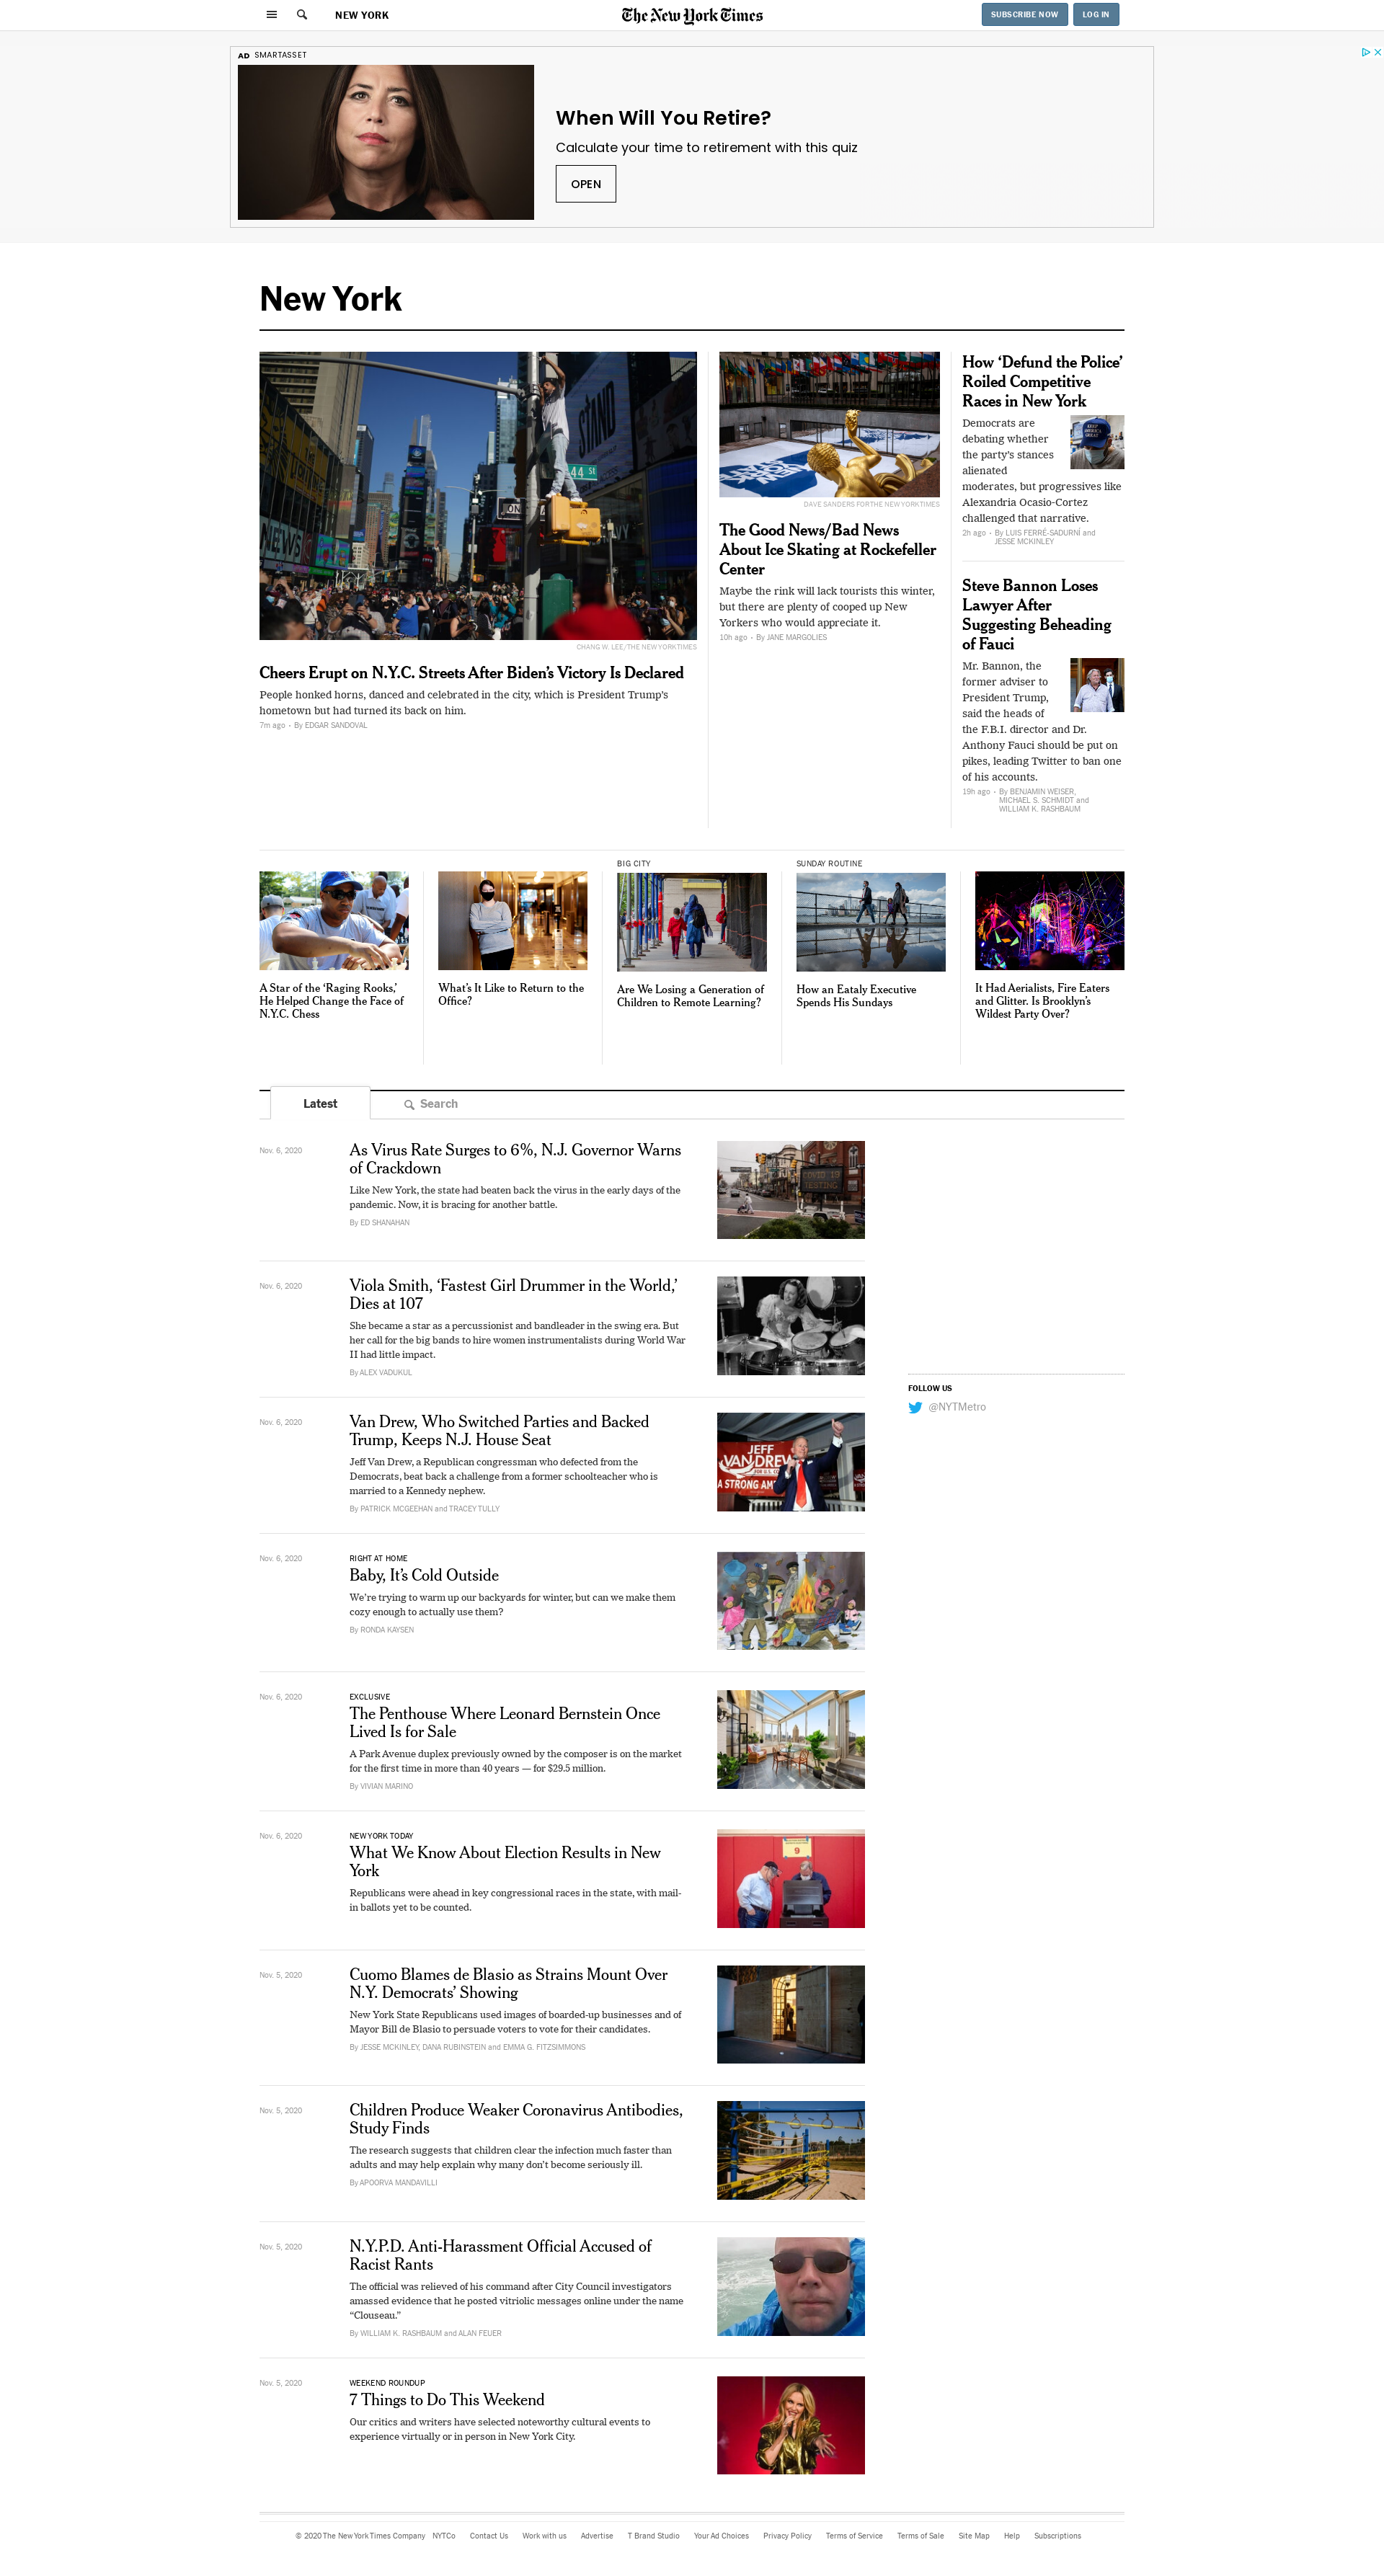 NEW YORK
The New York Times
SUBSCRIBE NOW
LOG IN
AD SMARTASSET
When Will You Retire?
Calculate your time to retirement with this quiz
OPEN
New York
STAND
44 ST
CHANG W. LEE/THE NEW YORK TIMES
Cheers Erupt on N.Y.C. Streets After Biden’s Victory Is Declared
People honked horns, danced and celebrated in the city, which is President Trump’s
hometown but had turned its back on him.
7m ago • By EDGAR SANDOVAL
DAVE SANDERS FOR THE NEW YORK TIMES
The Good News/Bad News
About Ice Skating at Rockefeller
Center
Maybe the rink will lack tourists this winter,
but there are plenty of cooped up New
Yorkers who would appreciate it.
10h ago • By JANE MARGOLIES
How ‘Defund the Police’
Roiled Competitive
Races in New York
Democrats are
debating whether
the party’s stances
alienated
moderates, but progressives like
Alexandria Ocasio-Cortez
challenged that narrative.
2h ago • By LUIS FERRÉ-SADURNÍ and
JESSE MCKINLEY
Steve Bannon Loses
Lawyer After
Suggesting Beheading
of Fauci
Mr. Bannon, the
former adviser to
President Trump,
said the heads of
the F.B.I. director and Dr.
Anthony Fauci should be put on
pikes, leading Twitter to ban one
of his accounts.
19h ago • By BENJAMIN WEISER,
MICHAEL S. SCHMIDT and
WILLIAM K. RASHBAUM
A Star of the ‘Raging Rooks,’
He Helped Change the Face of
N.Y.C. Chess
What’s It Like to Return to the
Office?
BIG CITY
Are We Losing a Generation of
Children to Remote Learning?
SUNDAY ROUTINE
How an Eataly Executive
Spends His Sundays
It Had Aerialists, Fire Eaters
and Glitter. Is Brooklyn’s
Wildest Party Over?
Latest
Search
Nov. 6, 2020
As Virus Rate Surges to 6%, N.J. Governor Warns
of Crackdown
Like New York, the state had beaten back the virus in the early days of the
pandemic. Now, it is bracing for another battle.
By ED SHANAHAN
COVID 19
TESTING
Nov. 6, 2020
Viola Smith, ‘Fastest Girl Drummer in the World,’
Dies at 107
She became a star as a percussionist and bandleader in the swing era. But
her call for the big bands to hire women instrumentalists during World War
II had little impact.
By ALEX VADUKUL
FOLLOW US
@NYTMetro
Nov. 6, 2020
Van Drew, Who Switched Parties and Backed
Trump, Keeps N.J. House Seat
Jeff Van Drew, a Republican congressman who defected from the
Democrats, beat back a challenge from a former schoolteacher who is
married to a Kennedy nephew.
By PATRICK MCGEEHAN and TRACEY TULLY
JEFF
VAN DREW
FOR U.S. CO
A STRONG AM
Nov. 6, 2020
RIGHT AT HOME
Baby, It’s Cold Outside
We’re trying to warm up our backyards for winter, but can we make them
cozy enough to actually use them?
By RONDA KAYSEN
Nov. 6, 2020
EXCLUSIVE
The Penthouse Where Leonard Bernstein Once
Lived Is for Sale
A Park Avenue duplex previously owned by the composer is on the market
for the first time in more than 40 years — for $29.5 million.
By VIVIAN MARINO
Nov. 6, 2020
NEW YORK TODAY
What We Know About Election Results in New
York
Republicans were ahead in key congressional races in the state, with mail-
in ballots yet to be counted.
9
Nov. 5, 2020
Cuomo Blames de Blasio as Strains Mount Over
N.Y. Democrats’ Showing
New York State Republicans used images of boarded-up businesses and of
Mayor Bill de Blasio to persuade voters to vote for their candidates.
By JESSE MCKINLEY, DANA RUBINSTEIN and EMMA G. FITZSIMMONS
Nov. 5, 2020
Children Produce Weaker Coronavirus Antibodies,
Study Finds
The research suggests that children clear the infection much faster than
adults and may help explain why many don’t become seriously ill.
By APOORVA MANDAVILLI
Nov. 5, 2020
N.Y.P.D. Anti-Harassment Official Accused of
Racist Rants
The official was relieved of his command after City Council investigators
amassed evidence that he posted vitriolic messages online under the name
“Clouseau.”
By WILLIAM K. RASHBAUM and ALAN FEUER
Nov. 5, 2020
WEEKEND ROUNDUP
7 Things to Do This Weekend
Our critics and writers have selected noteworthy cultural events to
experience virtually or in person in New York City.
© 2020 The New York Times Company NYTCo Contact Us Work with us Advertise T Brand Studio Your Ad Choices Privacy Policy Terms of Service Terms of Sale Site Map Help Subscriptions